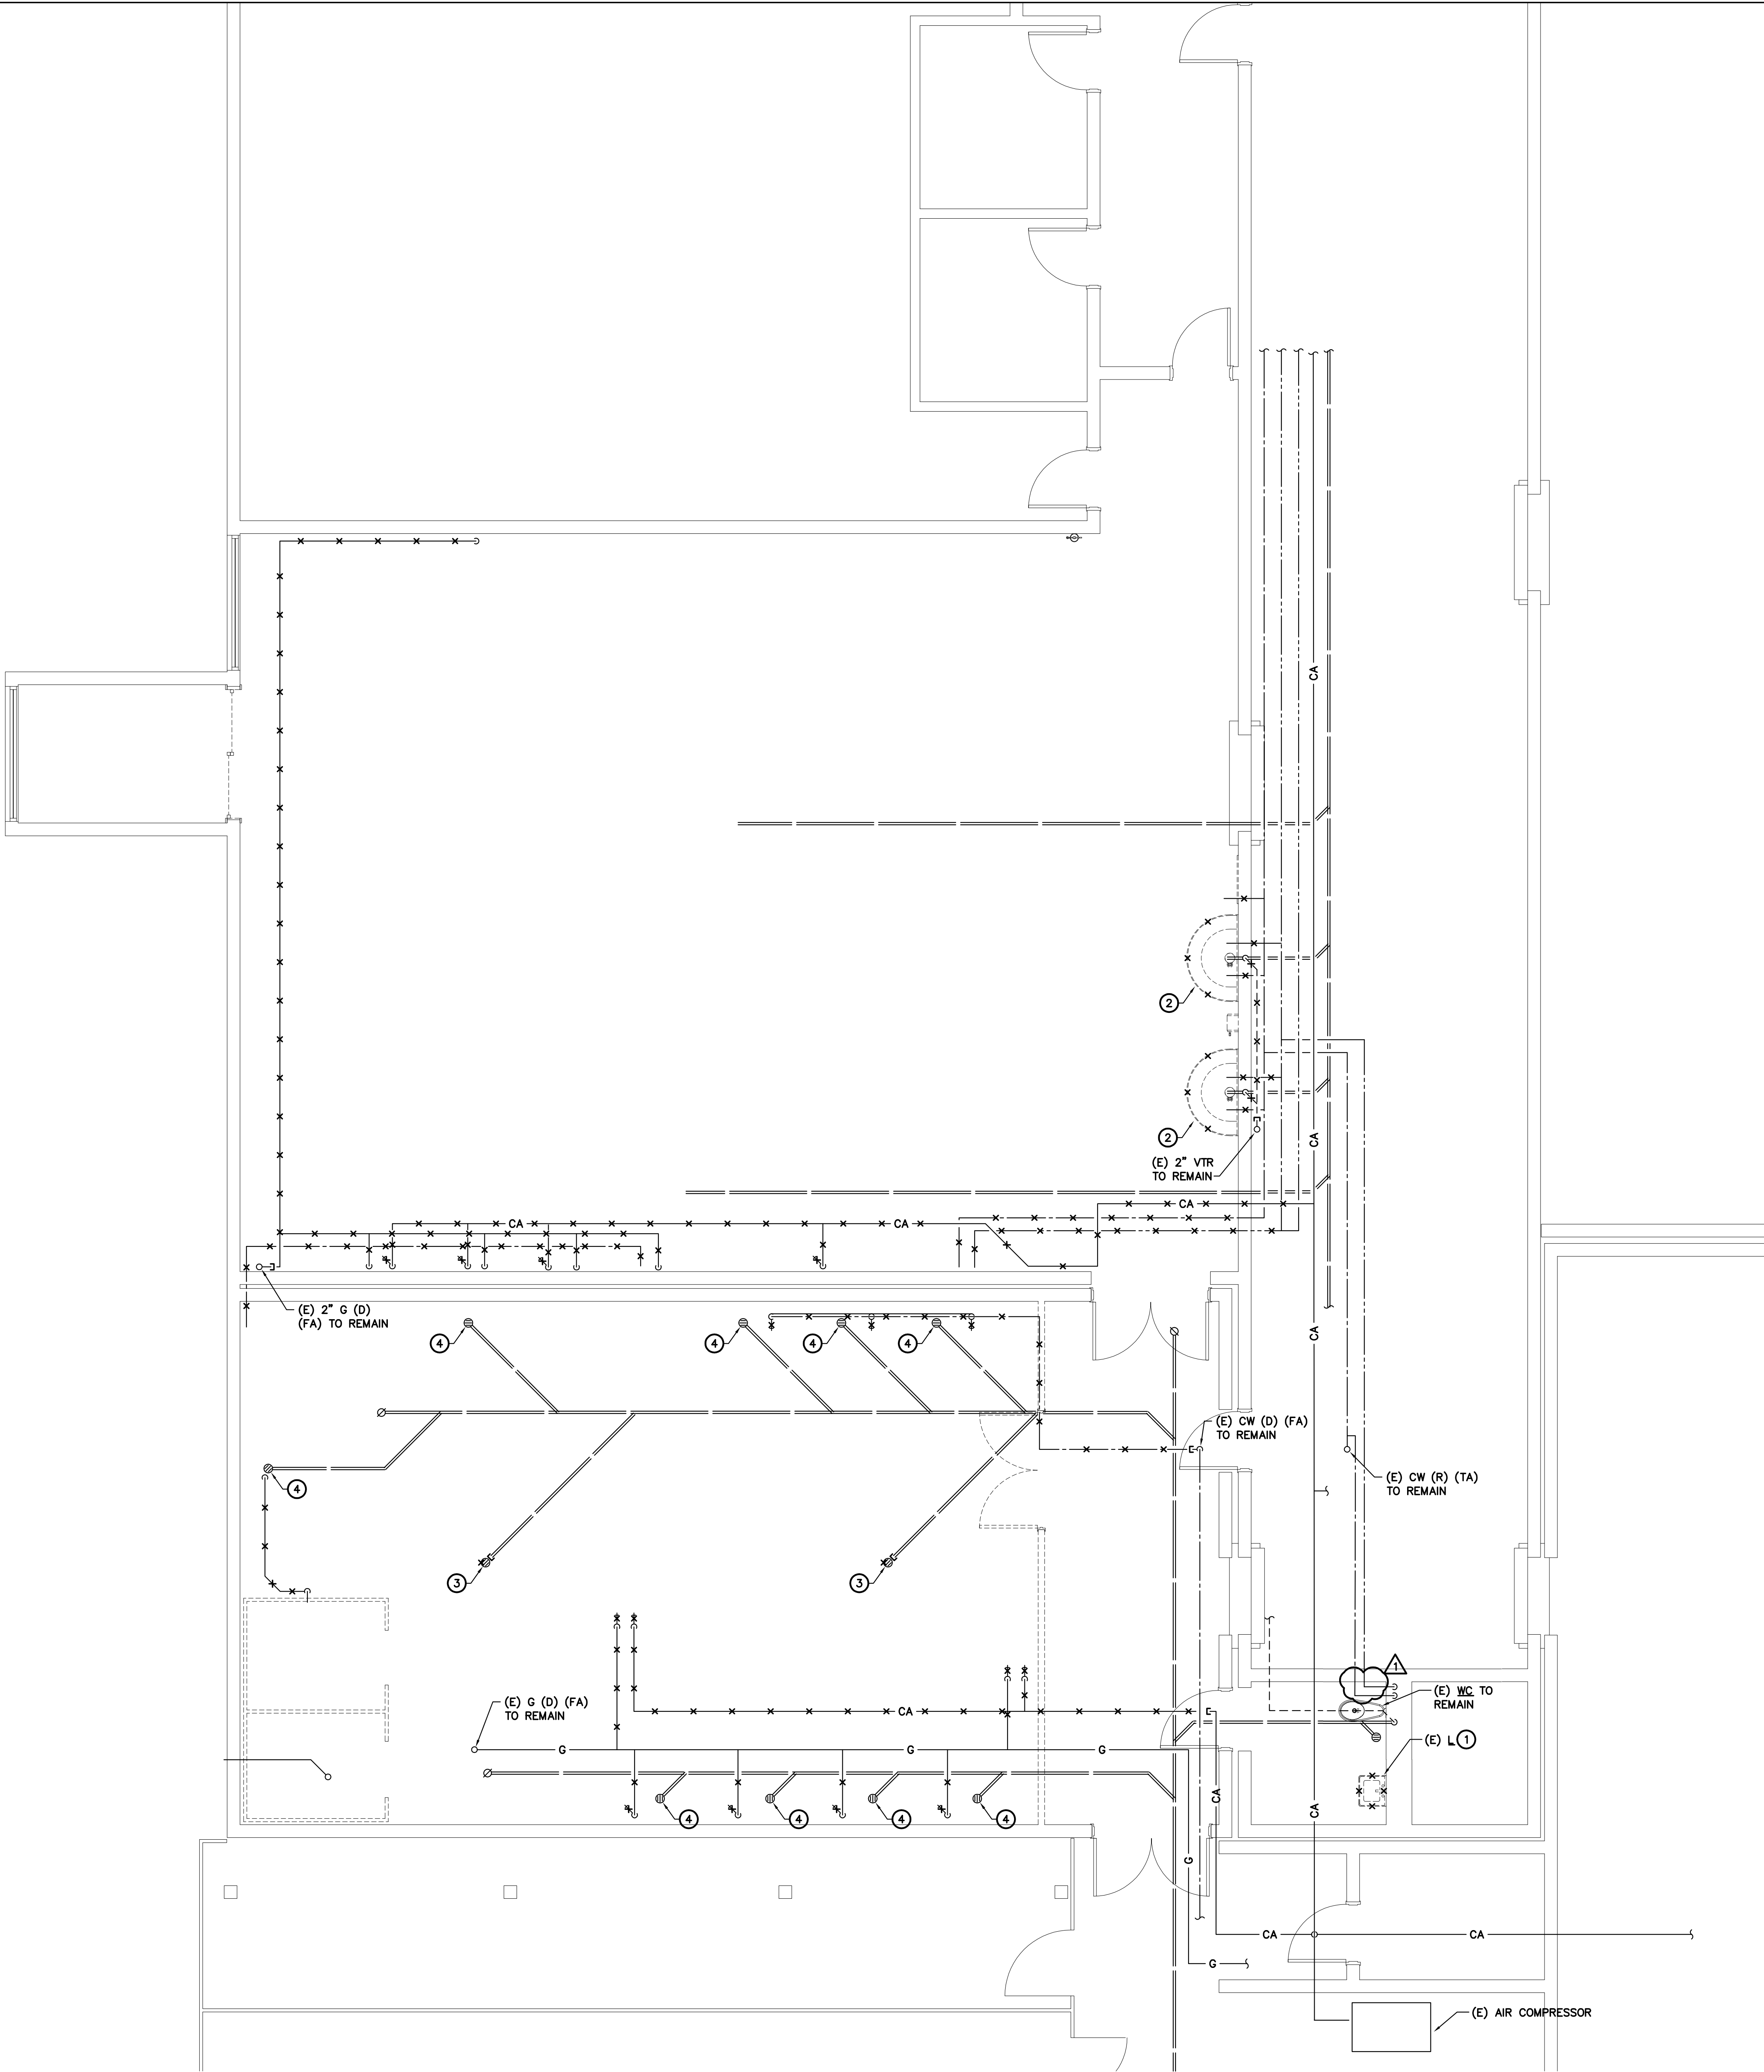 CA
2
2
CA
(E) 2" VTR
TO REMAIN
CA
CA
CA
(E) 2" G (D)
(FA) TO REMAIN
4
4
4
4
CA
(E) CW (D) (FA)
TO REMAIN
(E) CW (R) (TA)
TO REMAIN
4
3
3
1
(E) WC TO
REMAIN
(E) G (D) (FA)
TO REMAIN
CA
(E) L 1
G
G
G
CA
CA
4
4
4
4
G
CA
CA
G
(E) AIR COMPRESSOR